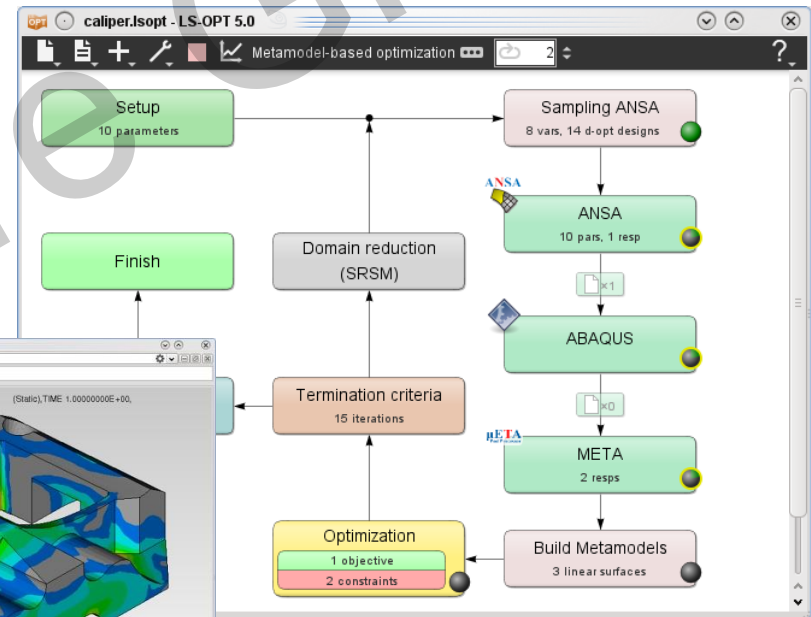 OPT caliper.lsopt - LS-OPT 5.0
Metamodel-based optimization 2 ?
Setup
10 parameters
Sampling ANSA
8 vars, 14 d-opt designs
ANSA
ANSA
10 pars, 1 resp
×1
Finish
Domain reduction
(SRSM)
ABAQUS
×0
(Static),TIME 1.00000000E+00,
Termination criteria
15 iterations
μETA
META
2 resps
Optimization
1 objective
2 constraints
Build Metamodels
3 linear surfaces